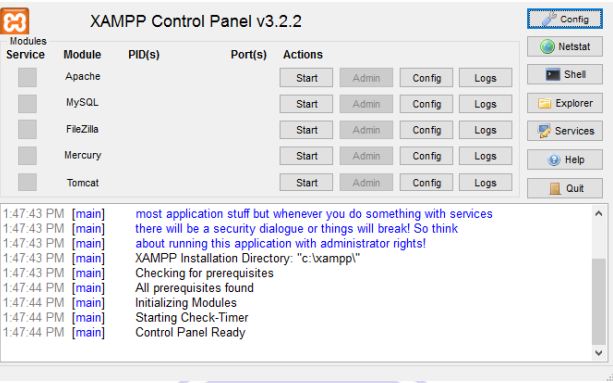 XAMPP Control Panel v3.2.2
Config
Modules
Service Module PID(s) Port(s) Actions
Netstat
Apache Start Admin Config Logs
Shell
MySQL Start Admin Config Logs
Explorer
FileZilla Start Admin Config Logs
Services
Mercury Start Admin Config Logs
Help
Tomcat Start Admin Config Logs
Quit
1:47:43 PM [main] most application stuff but whenever you do something with services
1:47:43 PM [main] there will be a security dialogue or things will break! So think
1:47:43 PM [main] about running this application with administrator rights!
1:47:43 PM [main] XAMPP Installation Directory: "c:\xampp\"
1:47:43 PM [main] Checking for prerequisites
1:47:44 PM [main] All prerequisites found
1:47:44 PM [main] Initializing Modules
1:47:44 PM [main] Starting Check-Timer
1:47:44 PM [main] Control Panel Ready